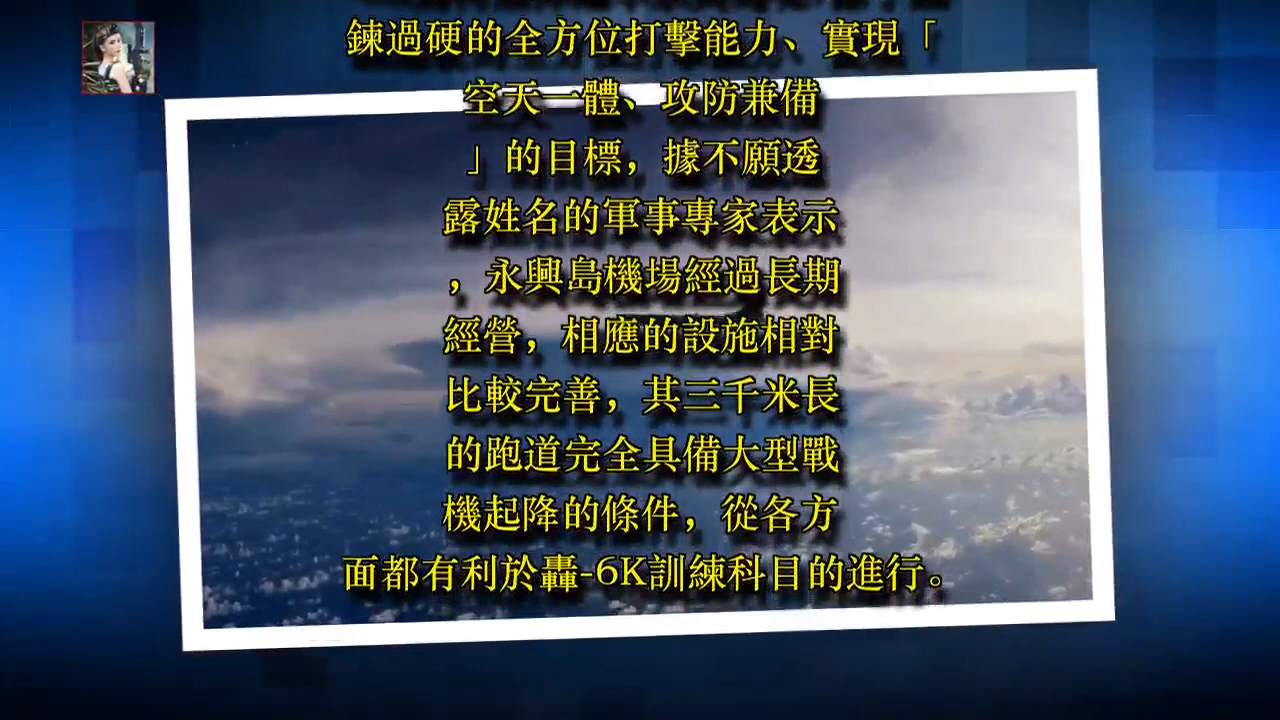 鍊過硬的全方位打擊能力、實現「
空天一體、攻防兼備
」的目標，據不願透
露姓名的軍事專家表示
，永興島機場經過長期
經營，相應的設施相對
比較完善，其三千米長
的跑道完全具備大型戰
機起降的條件，從各方
面都有利於轟-6K訓練科目的進行。